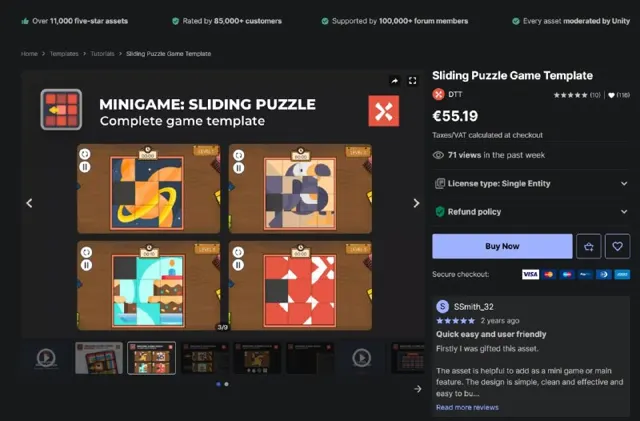 Over 11,000 five-star assets
Rated by 85,000+ customers
Supported by 100,000+ forum members
Every asset moderated by Unity
Home > Templates > Tutorials > Sliding Puzzle Game Template
MINIGAME: SLIDING PUZZLE
Complete game template
3/9
Sliding Puzzle Game Template
DTT
(10)
(116)
€55.19
Taxes/VAT calculated at checkout
71 views in the past week
License type: Single Entity
Refund policy
Buy Now
Secure checkout:
VISA
S
SSmith_32
2 years ago
Quick easy and user friendly
Firstly I was gifted this asset.
The asset is helpful to add as a mini game or main
feature. The design is simple, clean and effective and
easy to bu...
Read more reviews